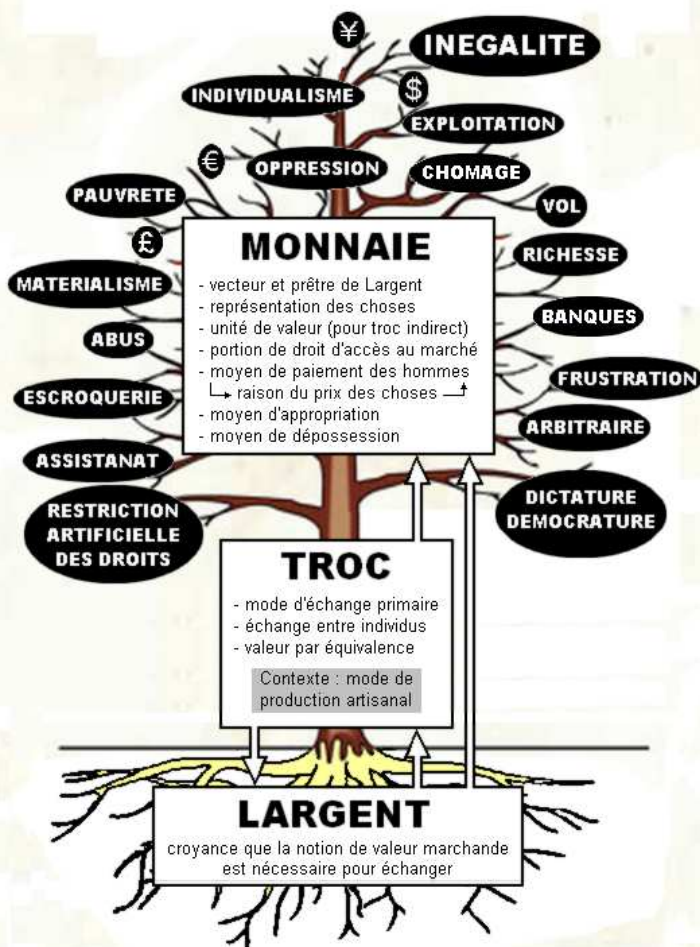 ¥
INEGALITE
INDIVIDUALISME
$
EXPLOITATION
€
OPPRESSION
CHOMAGE
PAUVRETE
VOL
£
RICHESSE
MATERIALISME
BANQUES
ABUS
FRUSTRATION
ESCROQUERIE
ARBITRAIRE
ASSISTANAT
RESTRICTION
ARTIFICIELLE
DES DROITS
DICTATURE
DEMOCRATURE
MONNAIE
- vecteur et prêtre de Largent
- représentation des choses
- unité de valeur (pour troc indirect)
- portion de droit d'accès au marché
- moyen de paiement des hommes
raison du prix des choses
- moyen d'appropriation
- moyen de dépossession
TROC
- mode d'échange primaire
- échange entre individus
- valeur par équivalence
Contexte : mode de
production artisanal
LARGENT
croyance que la notion de valeur marchande
est nécessaire pour échanger